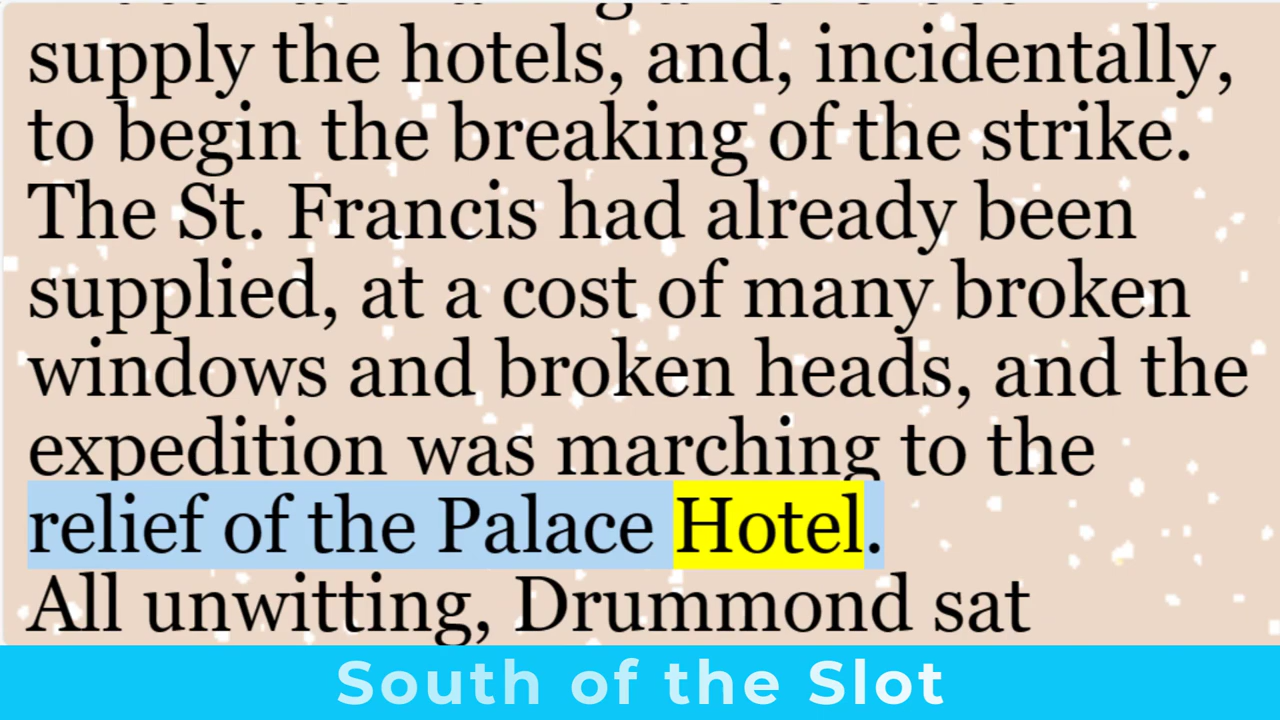 supply the hotels, and, incidentally,
to begin the breaking of the strike.
The St. Francis had already been
supplied, at a cost of many broken
windows and broken heads, and the
expedition was marching to the
relief of the Palace Hotel.
All unwitting, Drummond sat
South of the Slot